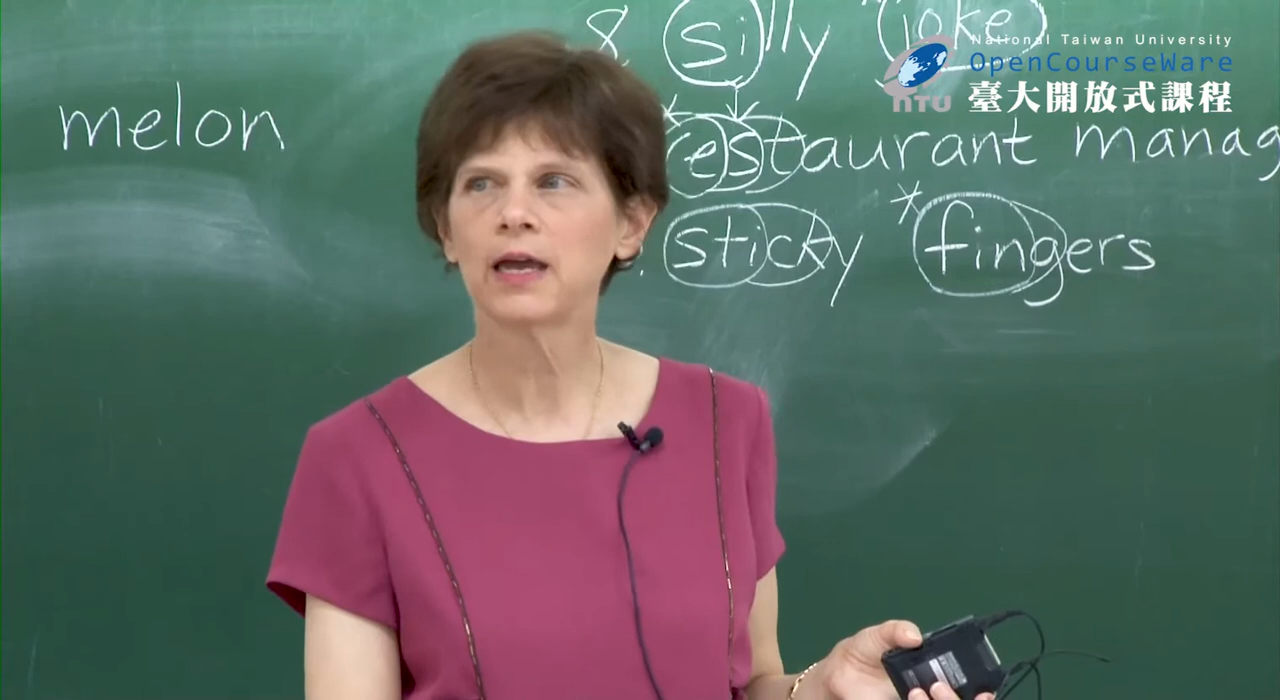 8. silly (joke)
National Taiwan University
OpenCourseWare
NTU
臺大開放式課程
melon
restaurant manag
. sticky *fingers